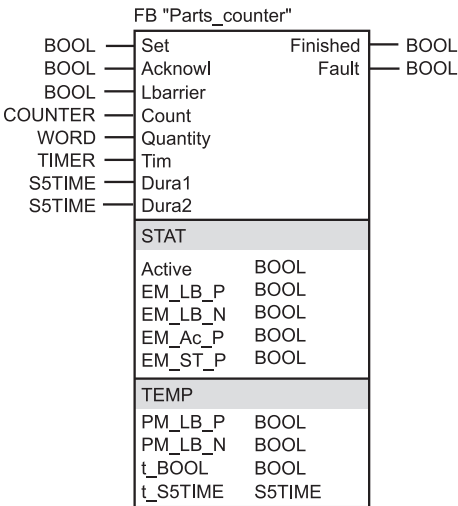 FB "Parts_counter"
BOOL Set Finished BOOL
BOOL Acknowl Fault BOOL
BOOL Lbarrier
COUNTER Count
WORD Quantity
TIMER Tim
S5TIME Dura1
S5TIME Dura2
STAT
Active BOOL
EM_LB_P BOOL
EM_LB_N BOOL
EM_Ac_P BOOL
EM_ST_P BOOL
TEMP
PM_LB_P BOOL
PM_LB_N BOOL
t_BOOL BOOL
t_S5TIME S5TIME